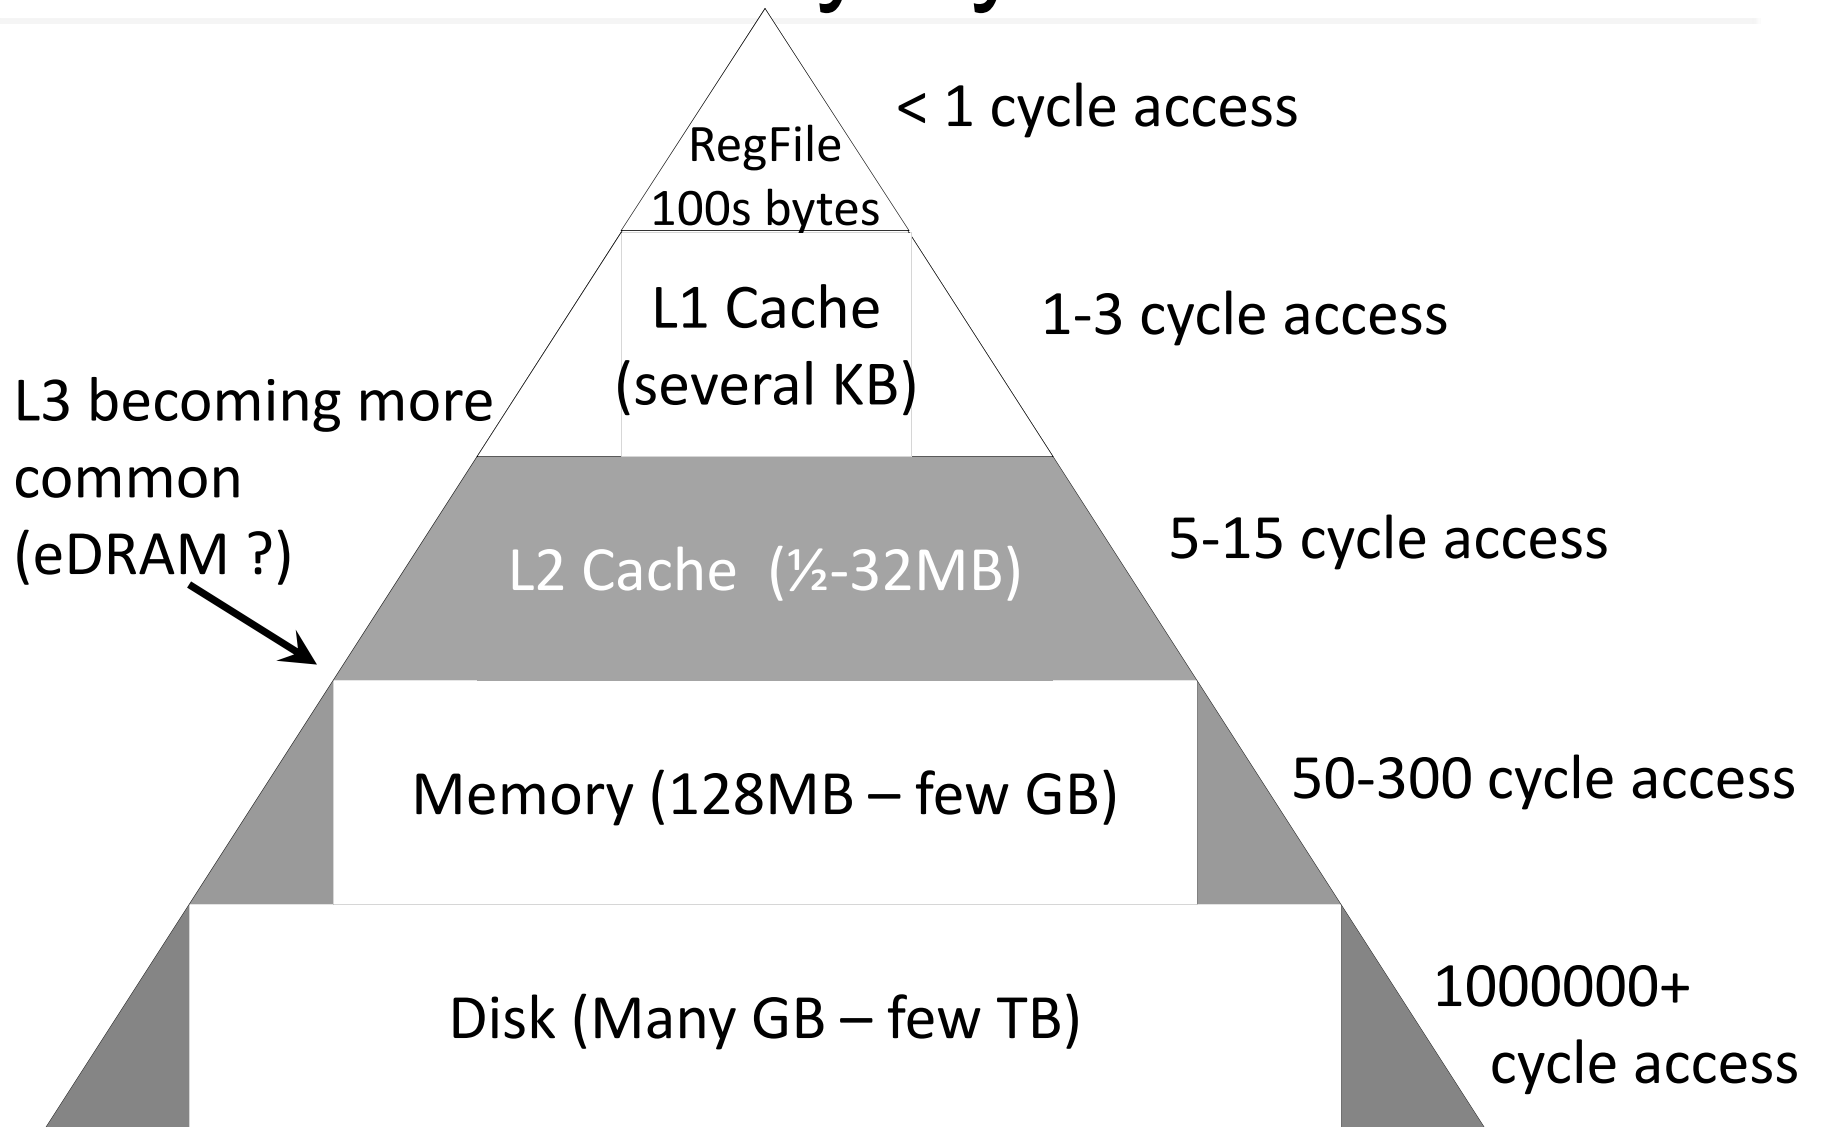 < 1 cycle access
RegFile
100s bytes
L1 Cache
(several KB)
1-3 cycle access
L3 becoming more
common
(eDRAM ?)
L2 Cache (½-32MB)
5-15 cycle access
Memory (128MB – few GB)
50-300 cycle access
Disk (Many GB – few TB)
1000000+
cycle access